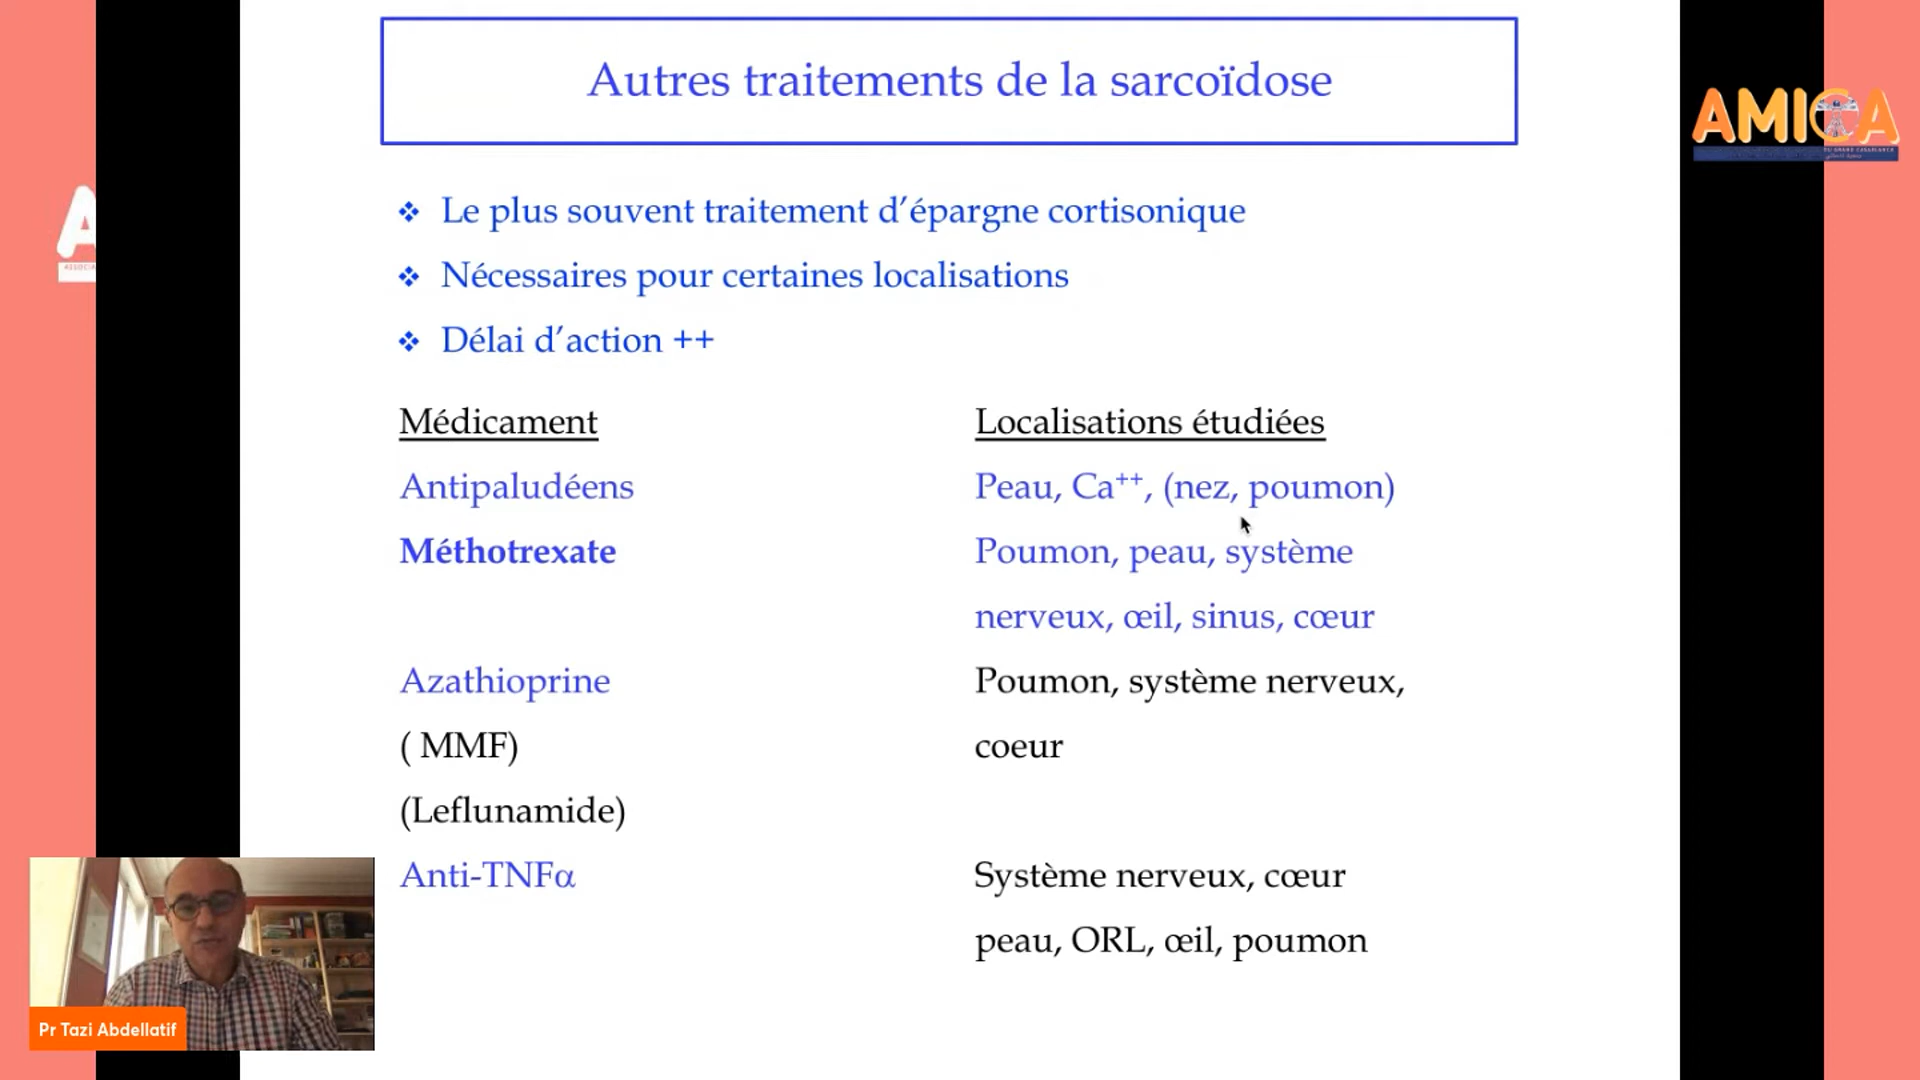 Autres traitements de la sarcoïdose
AMICA
❖ Le plus souvent traitement d’épargne cortisonique
❖ Nécessaires pour certaines localisations
❖ Délai d’action ++
Médicament Localisations étudiées
Antipaludéens Peau, Ca⁺⁺, (nez, poumon)
Méthotrexate Poumon, peau, système
nerveux, œil, sinus, cœur
Azathioprine Poumon, système nerveux,
( MMF) coeur
(Leflunamide)
Anti-TNFα Système nerveux, cœur
peau, ORL, œil, poumon
Pr Tazi Abdellatif